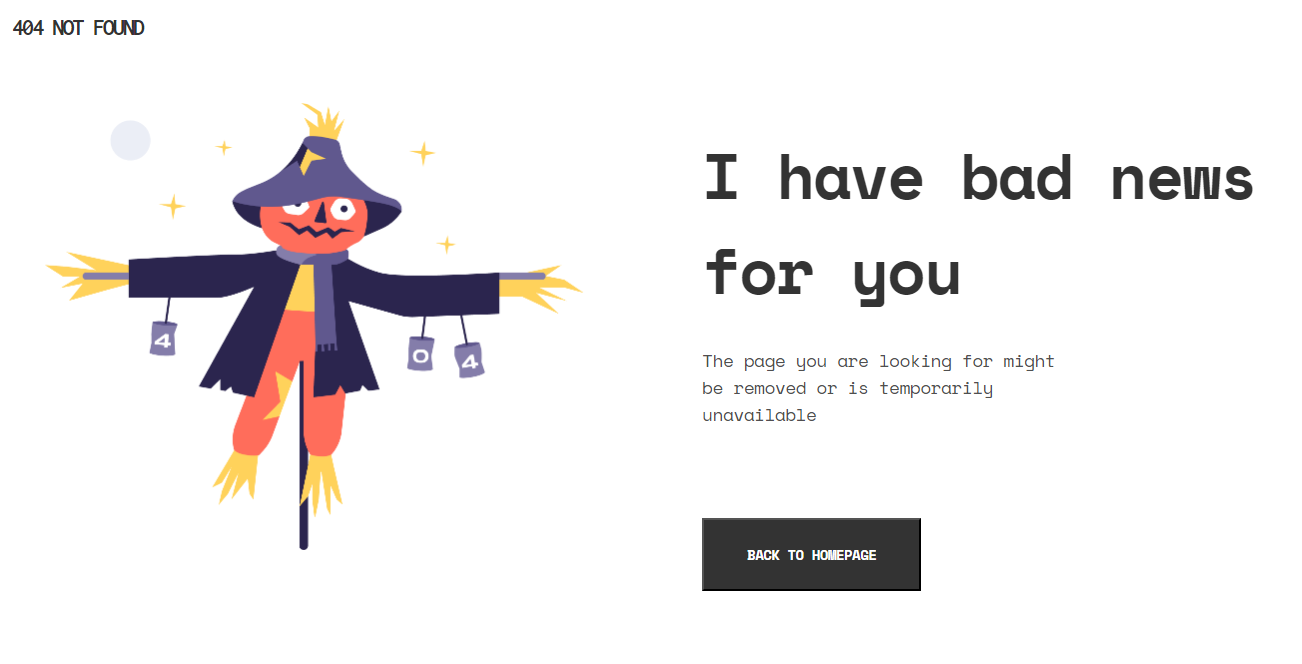 404 NOT FOUND
I have bad news
for you
4
0
4
The page you are looking for might
be removed or is temporarily
unavailable
BACK TO HOMEPAGE